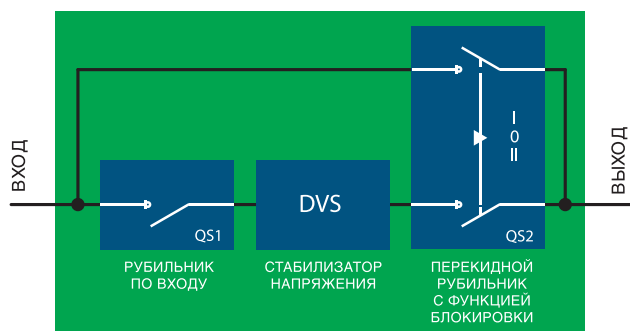 ВХОД
I
0
II
DVS
QS1
QS2
ВЫХОД
РУБИЛЬНИК
ПО ВХОДУ
СТАБИЛИЗАТОР
НАПРЯЖЕНИЯ
ПЕРЕКИДНОЙ
РУБИЛЬНИК
С ФУНКЦИЕЙ
БЛОКИРОВКИ